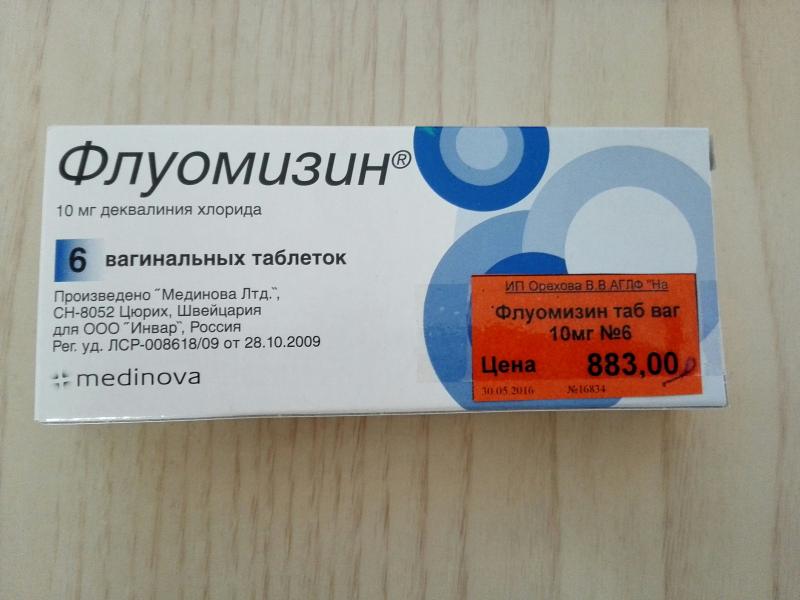 Флуомизин®
10 мг деквалиния хлорида
6 вагинальных таблеток
Произведено "Мединова Лтд.",
CH-8052 Цюрих, Швейцария
для ООО "Инвар", Россия
Рег. уд. ЛСР-008618/09 от 28.10.2009
medinova
ИП Орехова В.В АГЛФ "На
Флуомизин таб ваг
10мг №6
Цена 883,00
30.05.2016 №16834